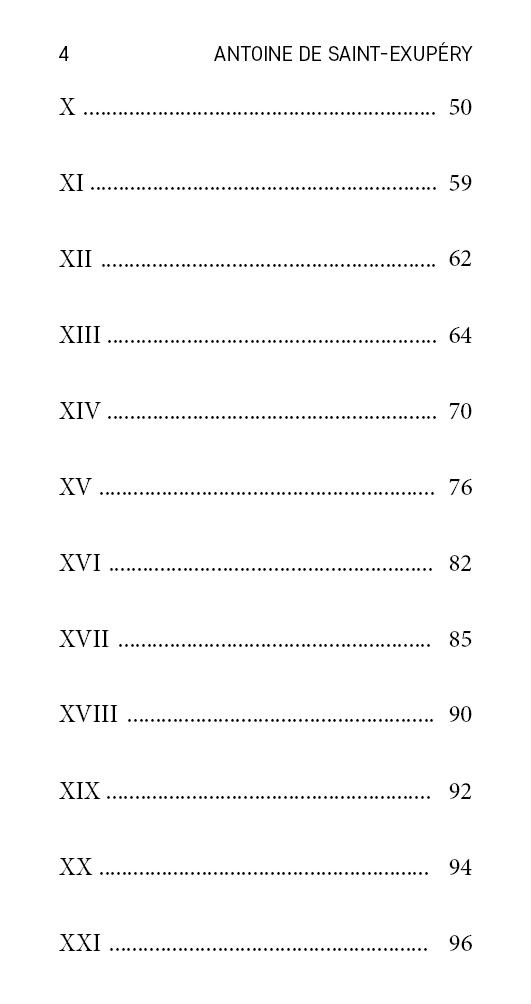 4 ANTOINE DE SAINT-EXUPÉRY
X ............................................................. 50
XI ............................................................ 59
XII .......................................................... 62
XIII ......................................................... 64
XIV ......................................................... 70
XV .......................................................... 76
XVI ........................................................ 82
XVII ...................................................... 85
XVIII ..................................................... 90
XIX ........................................................ 92
XX ......................................................... 94
XXI ....................................................... 96